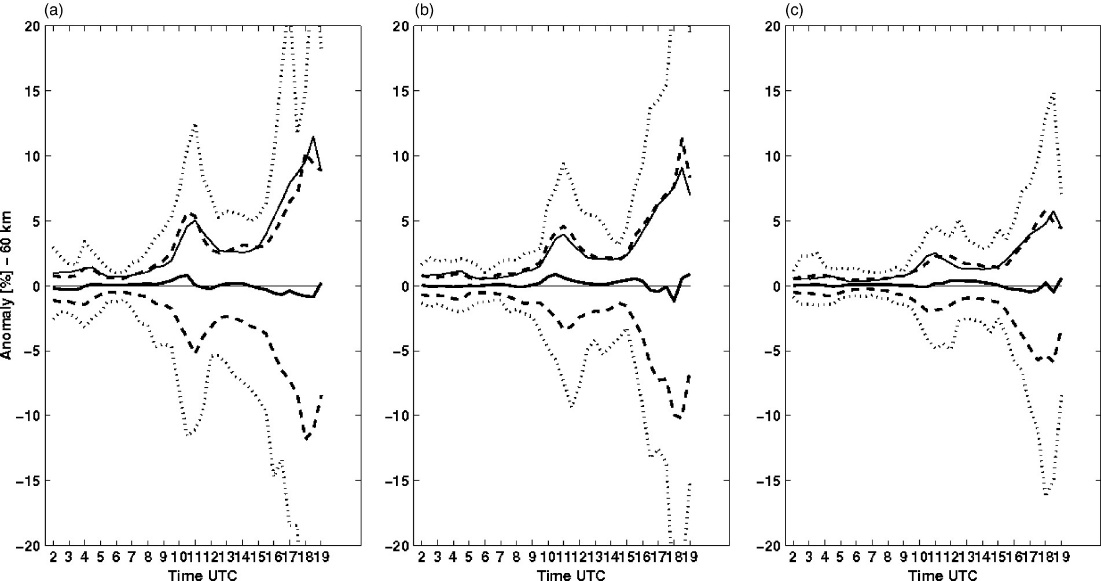 (a) (b) (c)
20 20 20
15 15 15
10 10 10
5 5 5
0 0 0
−5 −5 −5
−10 −10 −10
−15 −15 −15
−20 −20 −20
Anomaly [%] − 60 km
2 3 4 5 6 7 8 9 10 11 12 13 14 15 16 17 18 19 2 3 4 5 6 7 8 9 10 11 12 13 14 15 16 17 18 19 2 3 4 5 6 7 8 9 10 11 12 13 14 15 16 17 18 19
Time UTC Time UTC Time UTC